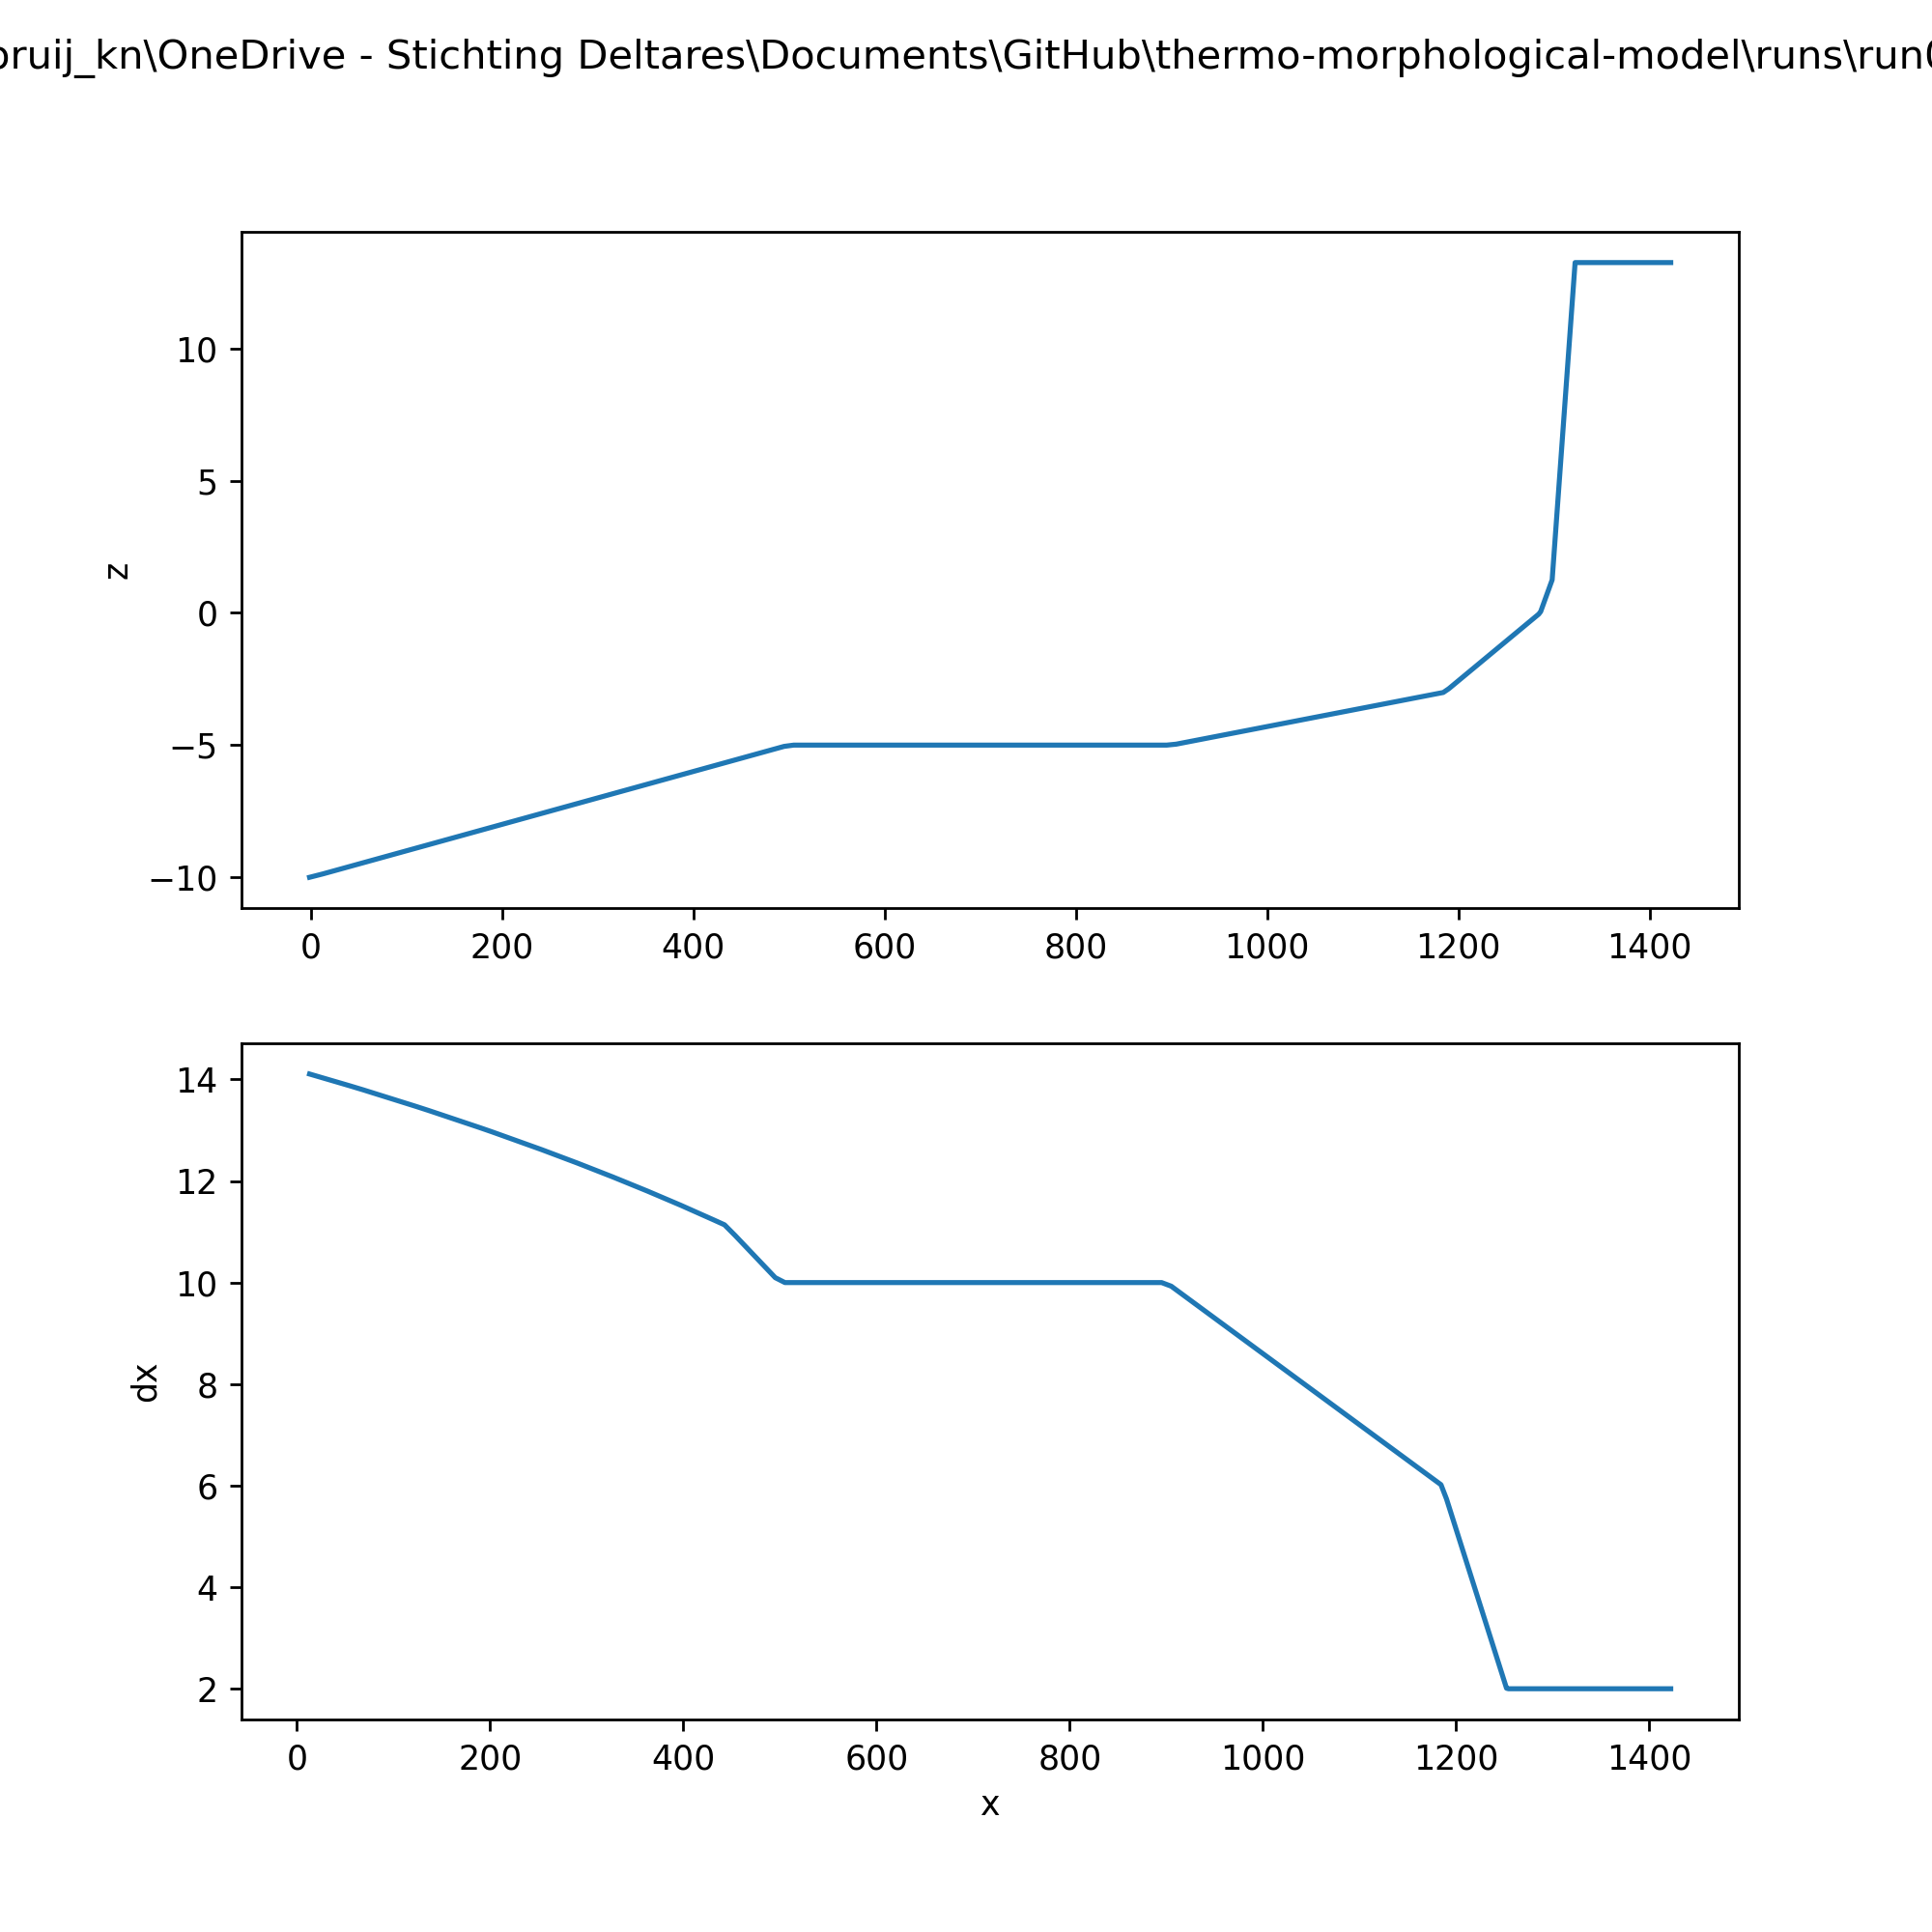 bruij_kn\OneDrive - Stichting Deltares\Documents\GitHub\thermo-morphological-model\runs\run0
10
5
0
−5
−10
z
0 200 400 600 800 1000 1200 1400
14
12
10
8
6
4
2
dx
0 200 400 600 800 1000 1200 1400
x